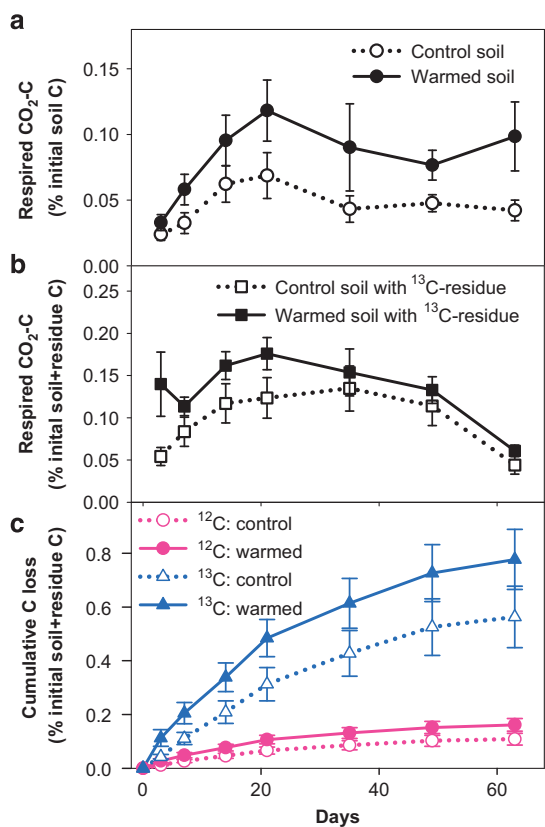 a
Respired CO₂-C
(% initial soil C)
0.15
0.10
0.05
0.00
Control soil
Warmed soil
b
Respired CO₂-C
(% inital soil+residue C)
0.25
0.20
0.15
0.10
0.05
0.00
Control soil with ¹³C-residue
Warmed soil with ¹³C-residue
c
Cumulative C loss
(% initial soil+residue C)
0.8
0.6
0.4
0.2
0.0
¹²C: control
¹²C: warmed
¹³C: control
¹³C: warmed
0 20 40 60
Days